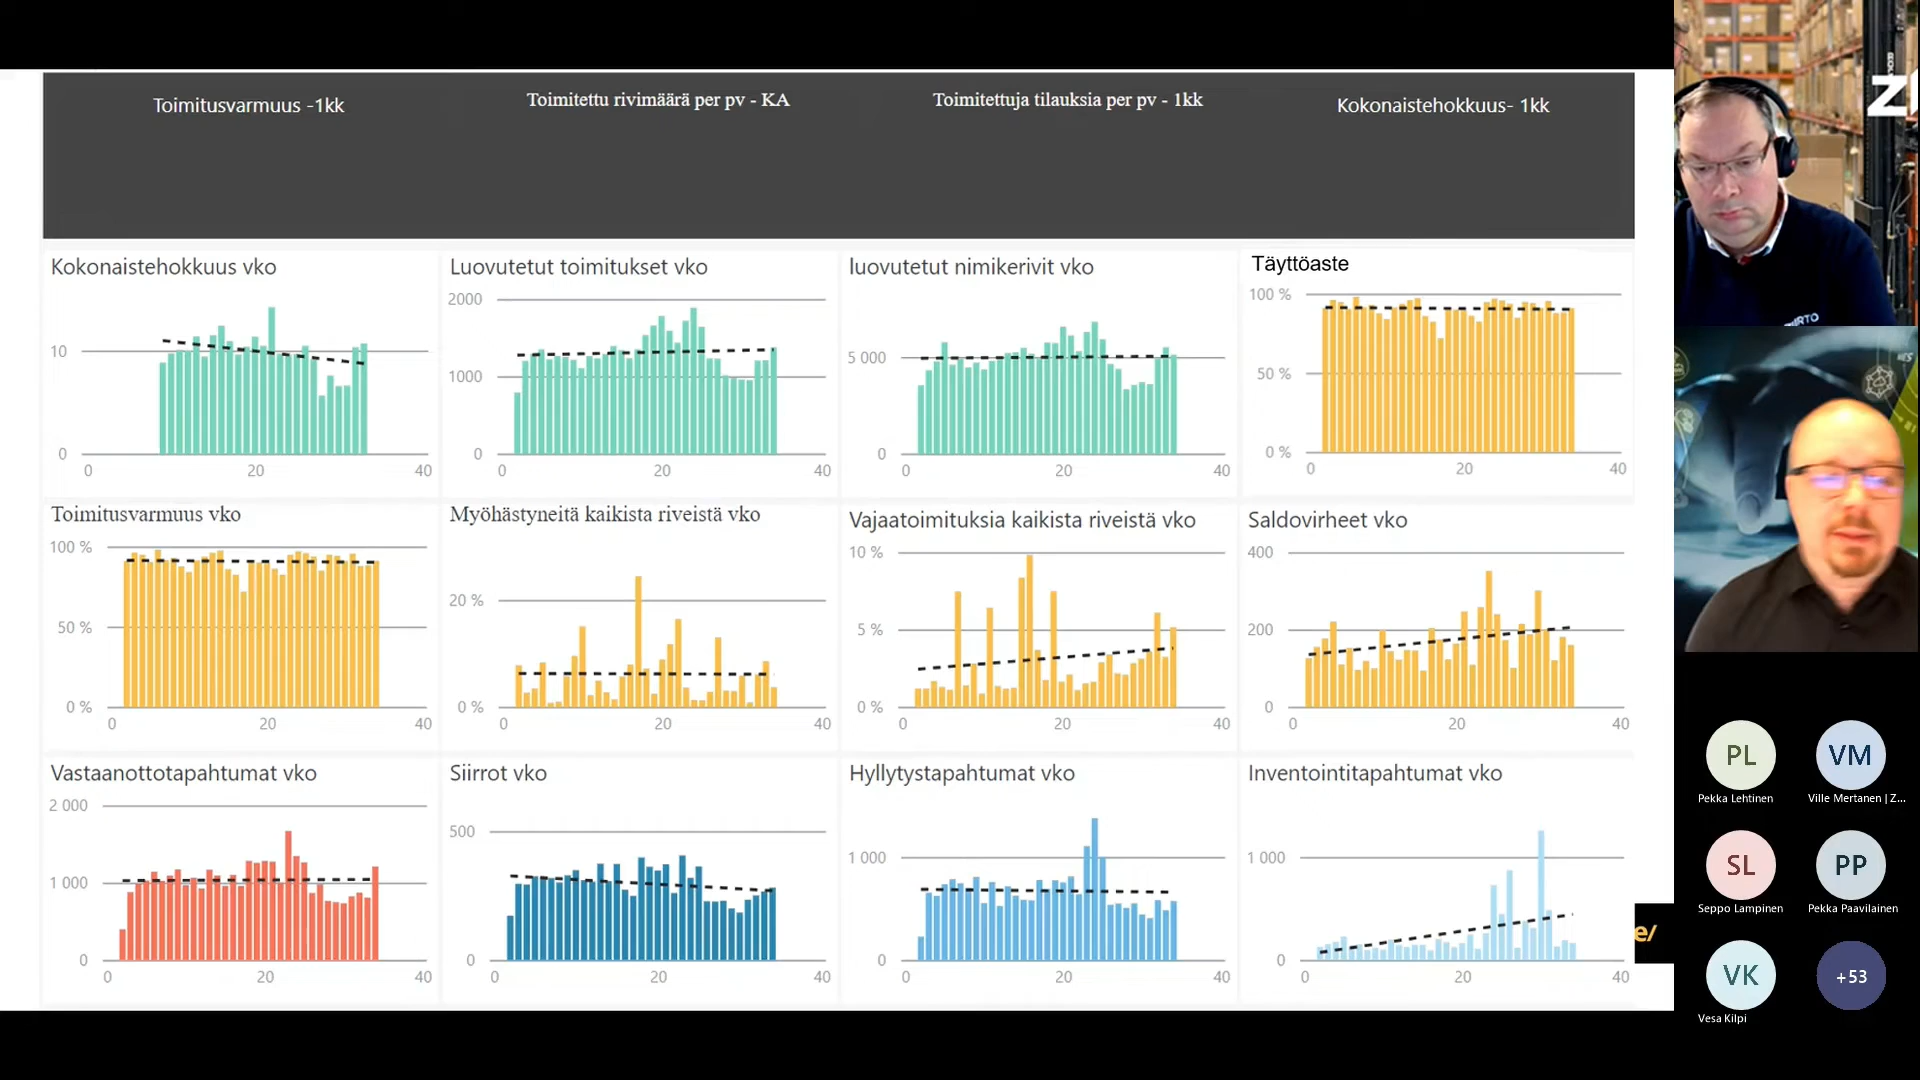 Toimitusvarmuus -1kk
Toimitettu rivimäärä per pv - KA
Toimitettuja tilauksia per pv - 1kk
Kokonaistehokkuus- 1kk
Kokonaistehokkuus vko
10
0
0 20 40
Luovutetut toimitukset vko
2000
1000
0
0 20 40
luovutetut nimikerivit vko
5 000
0
0 20 40
Täyttöaste
100 %
50 %
0 %
0 20 40
Toimitusvarmuus vko
100 %
50 %
0 %
0 20 40
Myöhästyneitä kaikista riveistä vko
20 %
0 %
0 20 40
Vajaatoimituksia kaikista riveistä vko
10 %
5 %
0 %
0 20 40
Saldovirheet vko
400
200
0
0 20 40
Vastaanottotapahtumat vko
2 000
1 000
0
0 20 40
Siirrot vko
500
0
0 20 40
Hyllytystapahtumat vko
1 000
0
0 20 40
Inventointitapahtumat vko
1 000
0
0 20 40
e/
PL
Pekka Lehtinen
VM
Ville Mertanen | Z...
SL
Seppo Lampinen
PP
Pekka Paavilainen
VK
Vesa Kilpi
+53